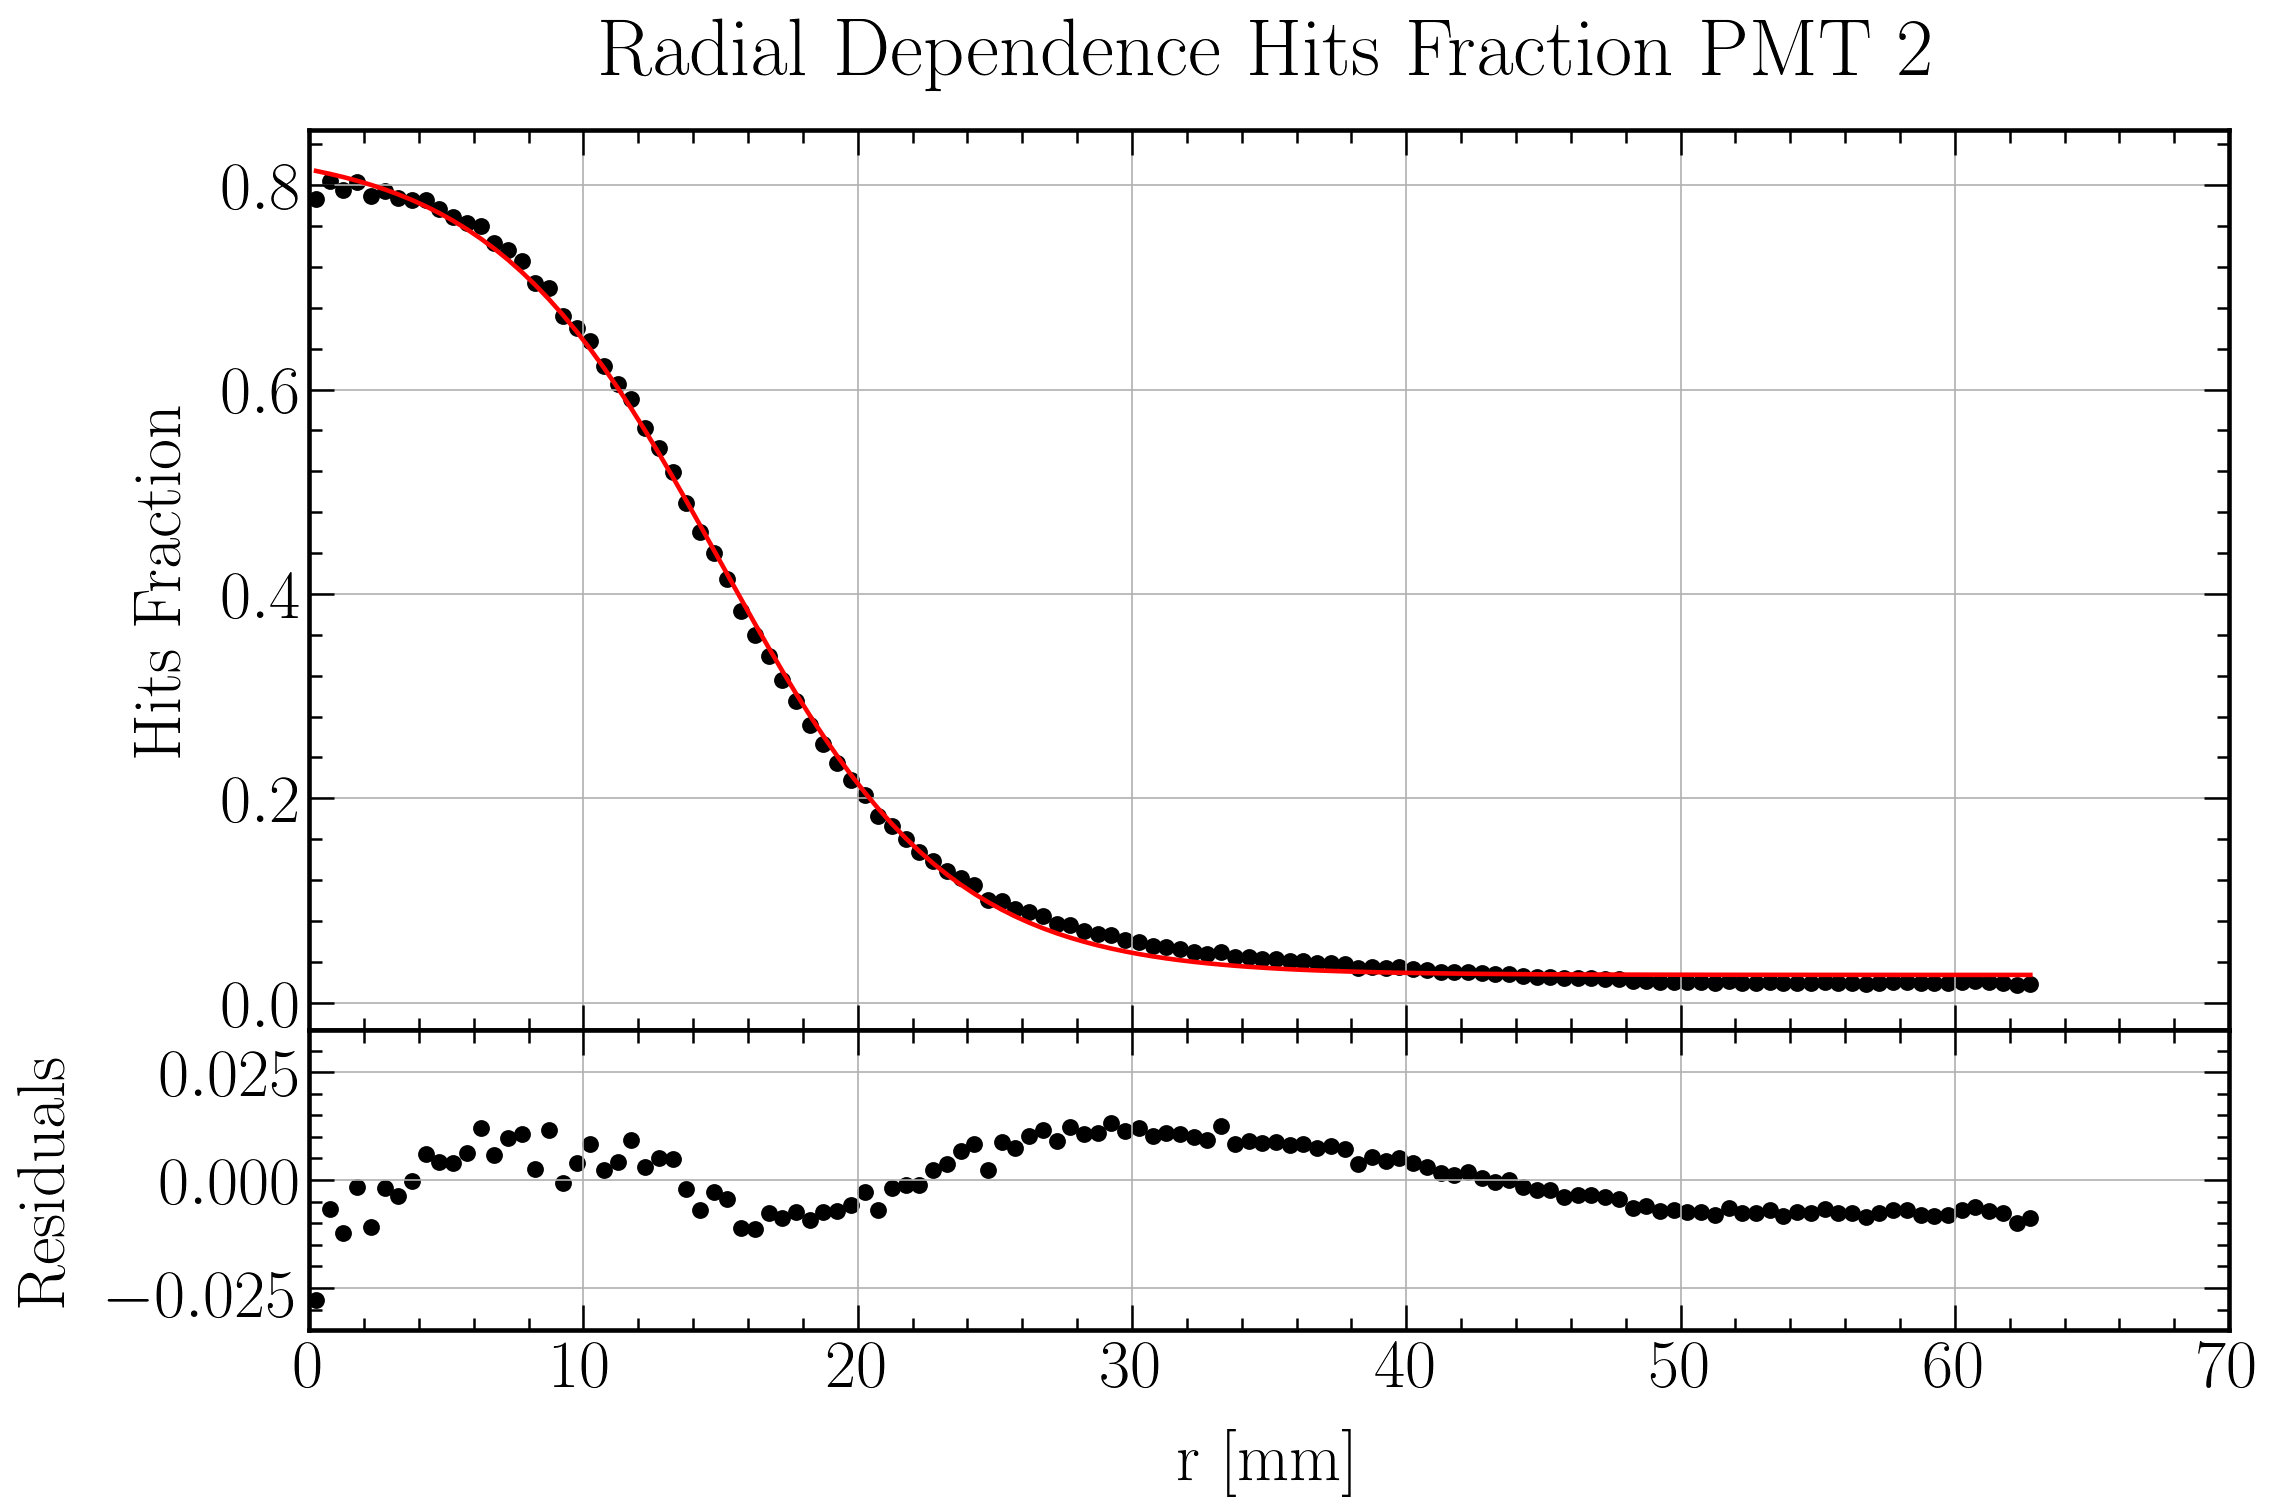 Radial Dependence Hits Fraction PMT 2
Hits Fraction
0.8
0.6
0.4
0.2
0.0
Residuals
0.025
0.000
−0.025
0 10 20 30 40 50 60 70
r [mm]